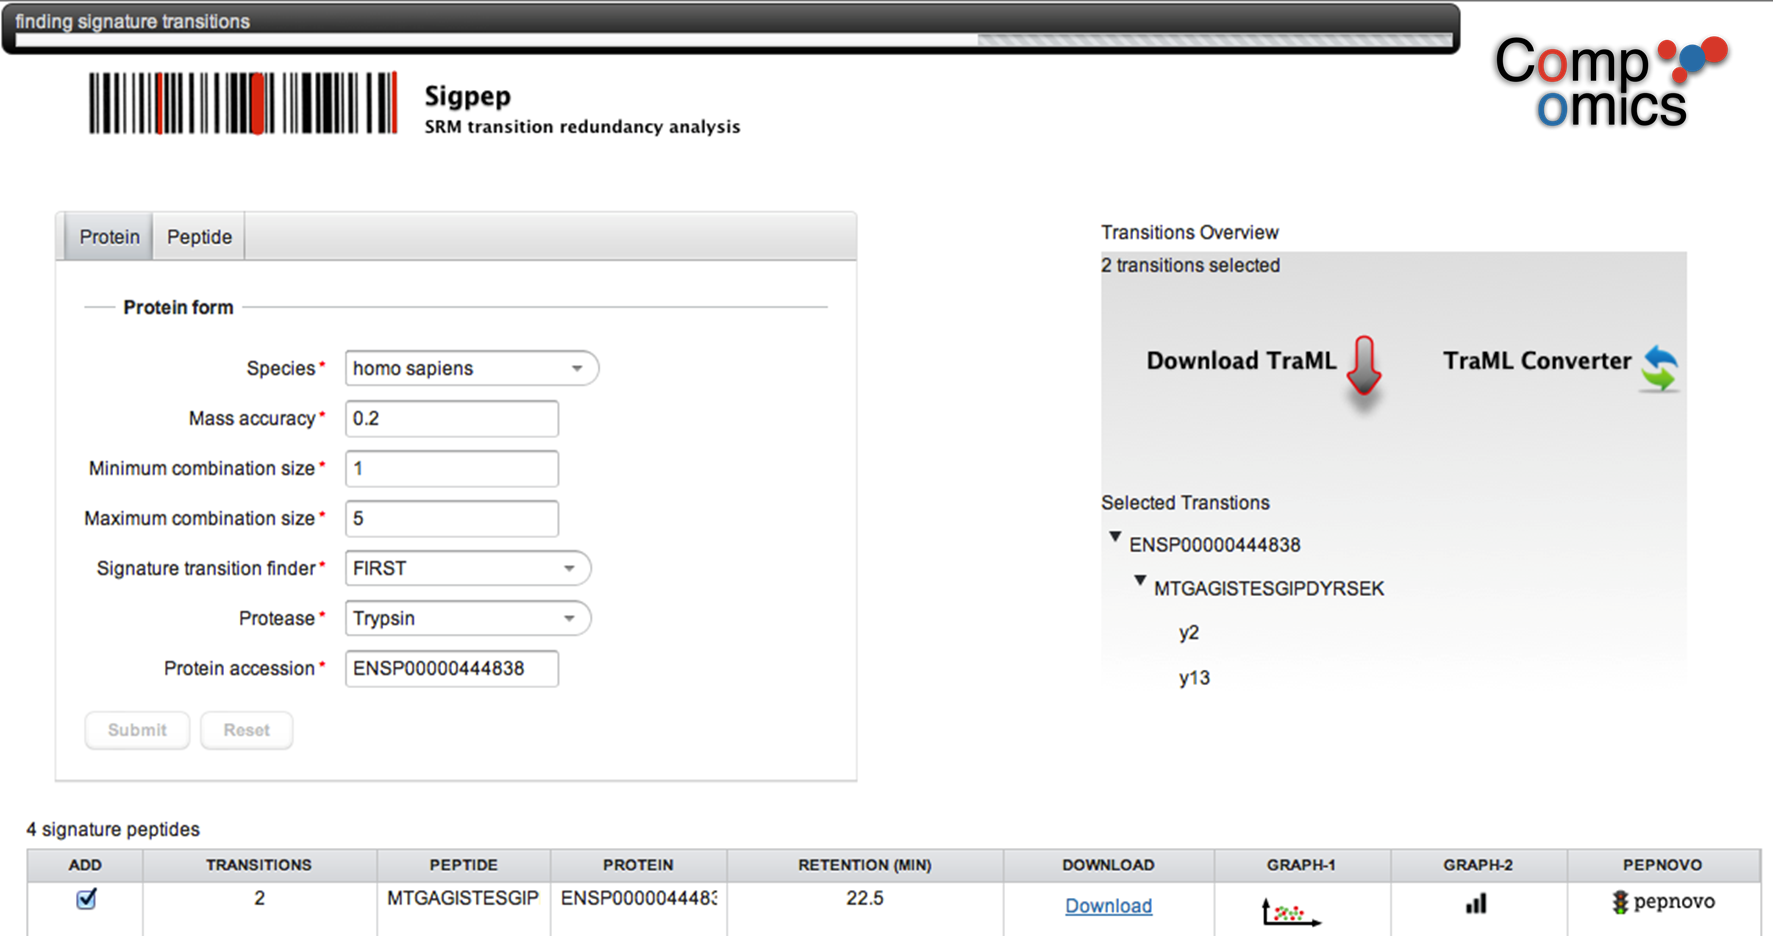 finding signature transitions
Comp
omics
Sigpep
SRM transition redundancy analysis
Protein
Peptide
Protein form
Species* homo sapiens
Mass accuracy* 0.2
Minimum combination size* 1
Maximum combination size* 5
Signature transition finder* FIRST
Protease* Trypsin
Protein accession* ENSP00000444838
Submit
Reset
Transitions Overview
2 transitions selected
Download TraML
TraML Converter
Selected Transtions
ENSP00000444838
MTGAGISTESGIPDYRSEK
y2
y13
4 signature peptides
ADD TRANSITIONS PEPTIDE PROTEIN RETENTION (MIN) DOWNLOAD GRAPH-1 GRAPH-2 PEPNOVO
2 MTGAGISTESGIP ENSP0000044483 22.5 Download pepnovo